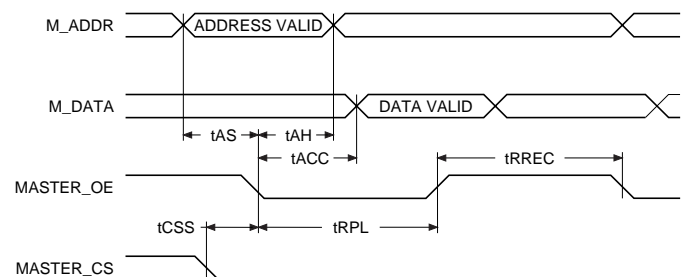 M_ADDR
ADDRESS VALID
M_DATA
DATA VALID
tAS
tAH
tACC
tRREC
MASTER_OE
tCSS
tRPL
MASTER_CS